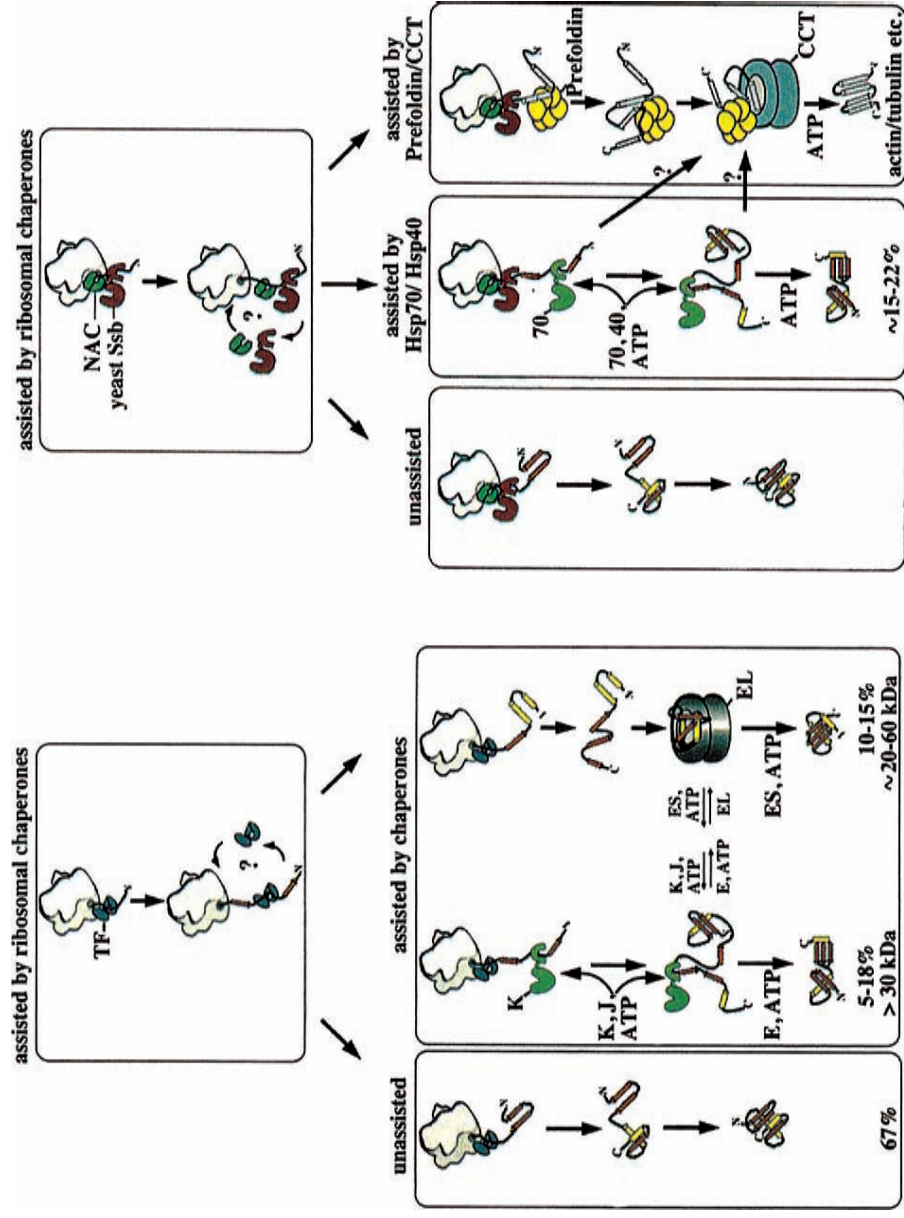 assisted by ribosomal chaperones
TF
N
?
N
unassisted
N
N
C
N
67%
assisted by chaperones
K
K, J,
ATP
E, ATP
N
5-18%
> 30 kDa
K, J,
ATP
E, ATP
ES,
ATP
EL
C
N
EL
ES, ATP
10-15%
~ 20-60 kDa
assisted by ribosomal chaperones
NAC
yeast Ssb
?
N
unassisted
N
N
C
N
assisted by
Hsp70/ Hsp40
70
70, 40
ATP
ATP
~15-22%
assisted by
Prefoldin/CCT
N
Prefoldin
N
C
?
?
C
CCT
ATP
C
actin/tubulin etc.